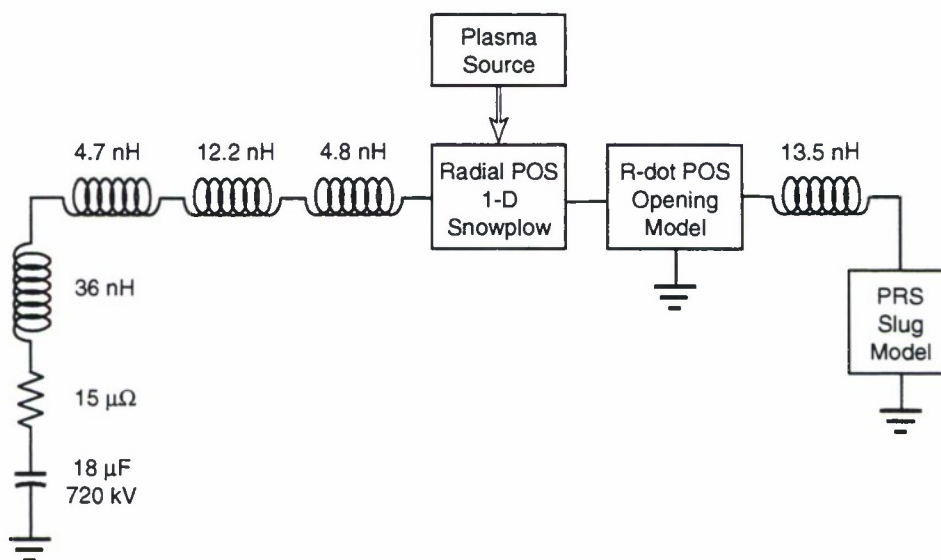 Plasma
Source
4.7 nH
12.2 nH
4.8 nH
Radial POS
1-D
Snowplow
R-dot POS
Opening
Model
13.5 nH
36 nH
PRS
Slug
Model
15 μΩ
18 μF
720 kV